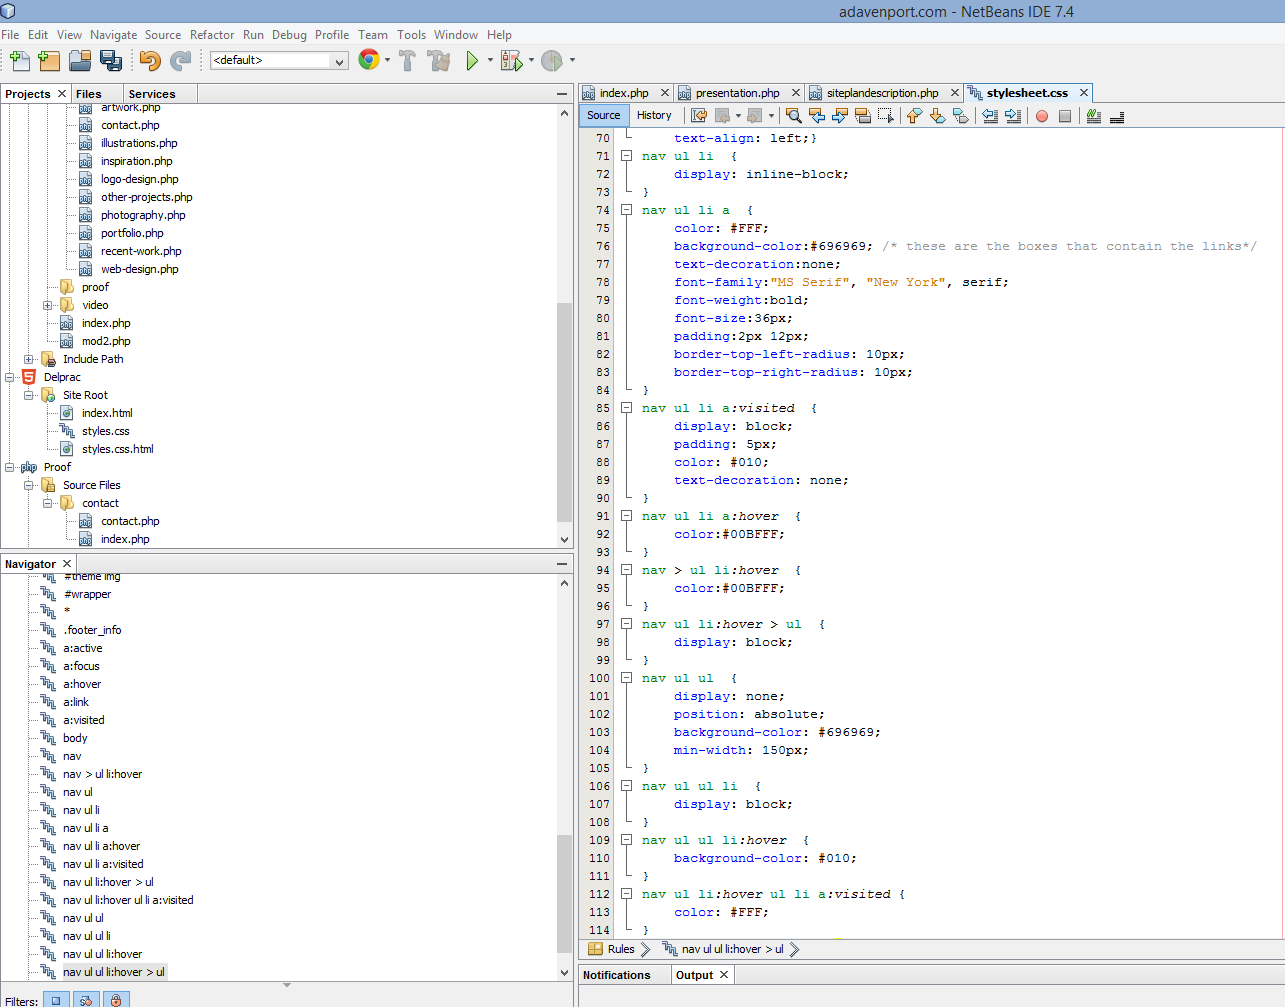 adavenport.com - NetBeans IDE 7.4
File Edit View Navigate Source Refactor Run Debug Profile Team Tools Window Help
<default>
Projects Files Services
artwork.php
contact.php
illustrations.php
inspiration.php
logo-design.php
other-projects.php
photography.php
portfolio.php
recent-work.php
web-design.php
proof
video
index.php
mod2.php
Include Path
Delprac
Site Root
index.html
styles.css
styles.css.html
php Proof
Source Files
contact
contact.php
index.php
Navigator
#theme img
#wrapper
*
.footer_info
a:active
a:focus
a:hover
a:link
a:visited
body
nav
nav > ul li:hover
nav ul
nav ul li
nav ul li a
nav ul li a:hover
nav ul li a:visited
nav ul li:hover > ul
nav ul li:hover ul li a:visited
nav ul ul
nav ul ul li
nav ul ul li:hover
nav ul ul li:hover > ul
Filters:
index.php presentation.php siteplandescription.php stylesheet.css
Source History
70 text-align: left;}
71 nav ul li {
72 display: inline-block;
73 }
74 nav ul li a {
75 color: #FFF;
76 background-color:#696969; /* these are the boxes that contain the links*/
77 text-decoration:none;
78 font-family:"MS Serif", "New York", serif;
79 font-weight:bold;
80 font-size:36px;
81 padding:2px 12px;
82 border-top-left-radius: 10px;
83 border-top-right-radius: 10px;
84 }
85 nav ul li a:visited {
86 display: block;
87 padding: 5px;
88 color: #010;
89 text-decoration: none;
90 }
91 nav ul li a:hover {
92 color:#00BFFF;
93 }
94 nav > ul li:hover {
95 color:#00BFFF;
96 }
97 nav ul li:hover > ul {
98 display: block;
99 }
100 nav ul ul {
101 display: none;
102 position: absolute;
103 background-color: #696969;
104 min-width: 150px;
105 }
106 nav ul ul li {
107 display: block;
108 }
109 nav ul ul li:hover {
110 background-color: #010;
111 }
112 nav ul li:hover ul li a:visited {
113 color: #FFF;
114 }
Rules nav ul ul li:hover > ul
Notifications Output